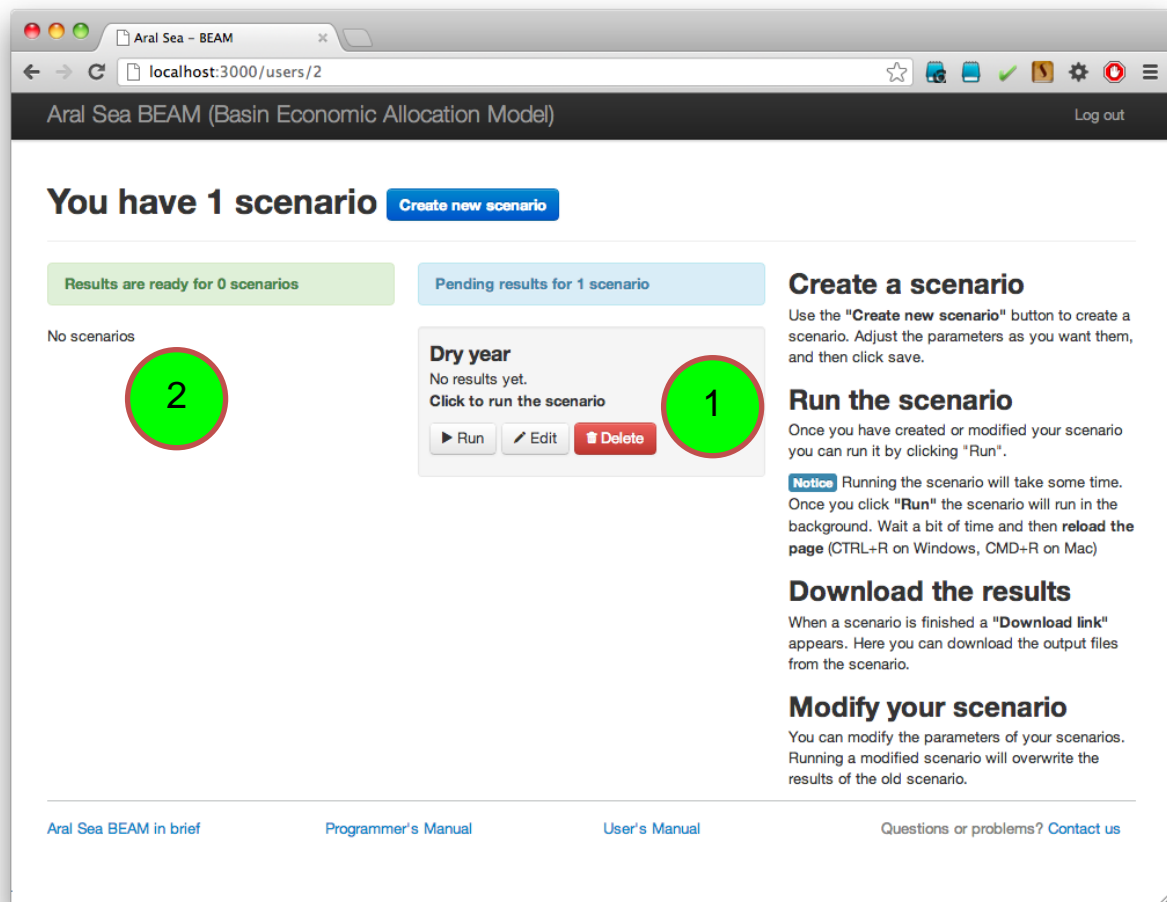 Aral Sea – BEAM
localhost:3000/users/2
Aral Sea BEAM (Basin Economic Allocation Model)
Log out
You have 1 scenario
Create new scenario
Results are ready for 0 scenarios
No scenarios
2
Pending results for 1 scenario
Dry year
No results yet.
Click to run the scenario
Run
Edit
Delete
1
Create a scenario
Use the "Create new scenario" button to create a
scenario. Adjust the parameters as you want them,
and then click save.
Run the scenario
Once you have created or modified your scenario
you can run it by clicking "Run".
Notice Running the scenario will take some time.
Once you click "Run" the scenario will run in the
background. Wait a bit of time and then reload the
page (CTRL+R on Windows, CMD+R on Mac)
Download the results
When a scenario is finished a "Download link"
appears. Here you can download the output files
from the scenario.
Modify your scenario
You can modify the parameters of your scenarios.
Running a modified scenario will overwrite the
results of the old scenario.
Aral Sea BEAM in brief
Programmer's Manual
User's Manual
Questions or problems? Contact us